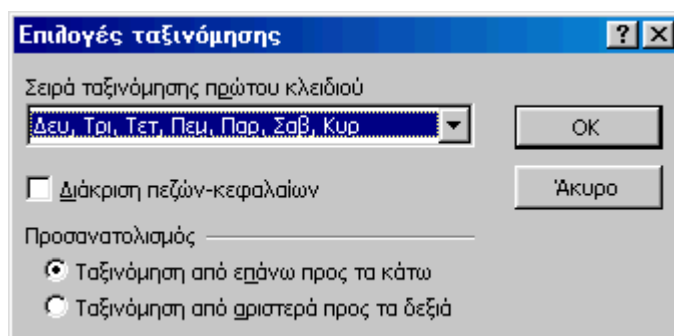 Επιλογές ταξινόμησης
Σειρά ταξινόμησης πρώτου κλειδιού
Δευ, Τρι, Τετ, Πεμ, Παρ, Σαβ, Κυρ
OK
Διάκριση πεζών-κεφαλαίων
Άκυρο
Προσανατολισμός
Ταξινόμηση από επάνω προς τα κάτω
Ταξινόμηση από αριστερά προς τα δεξιά